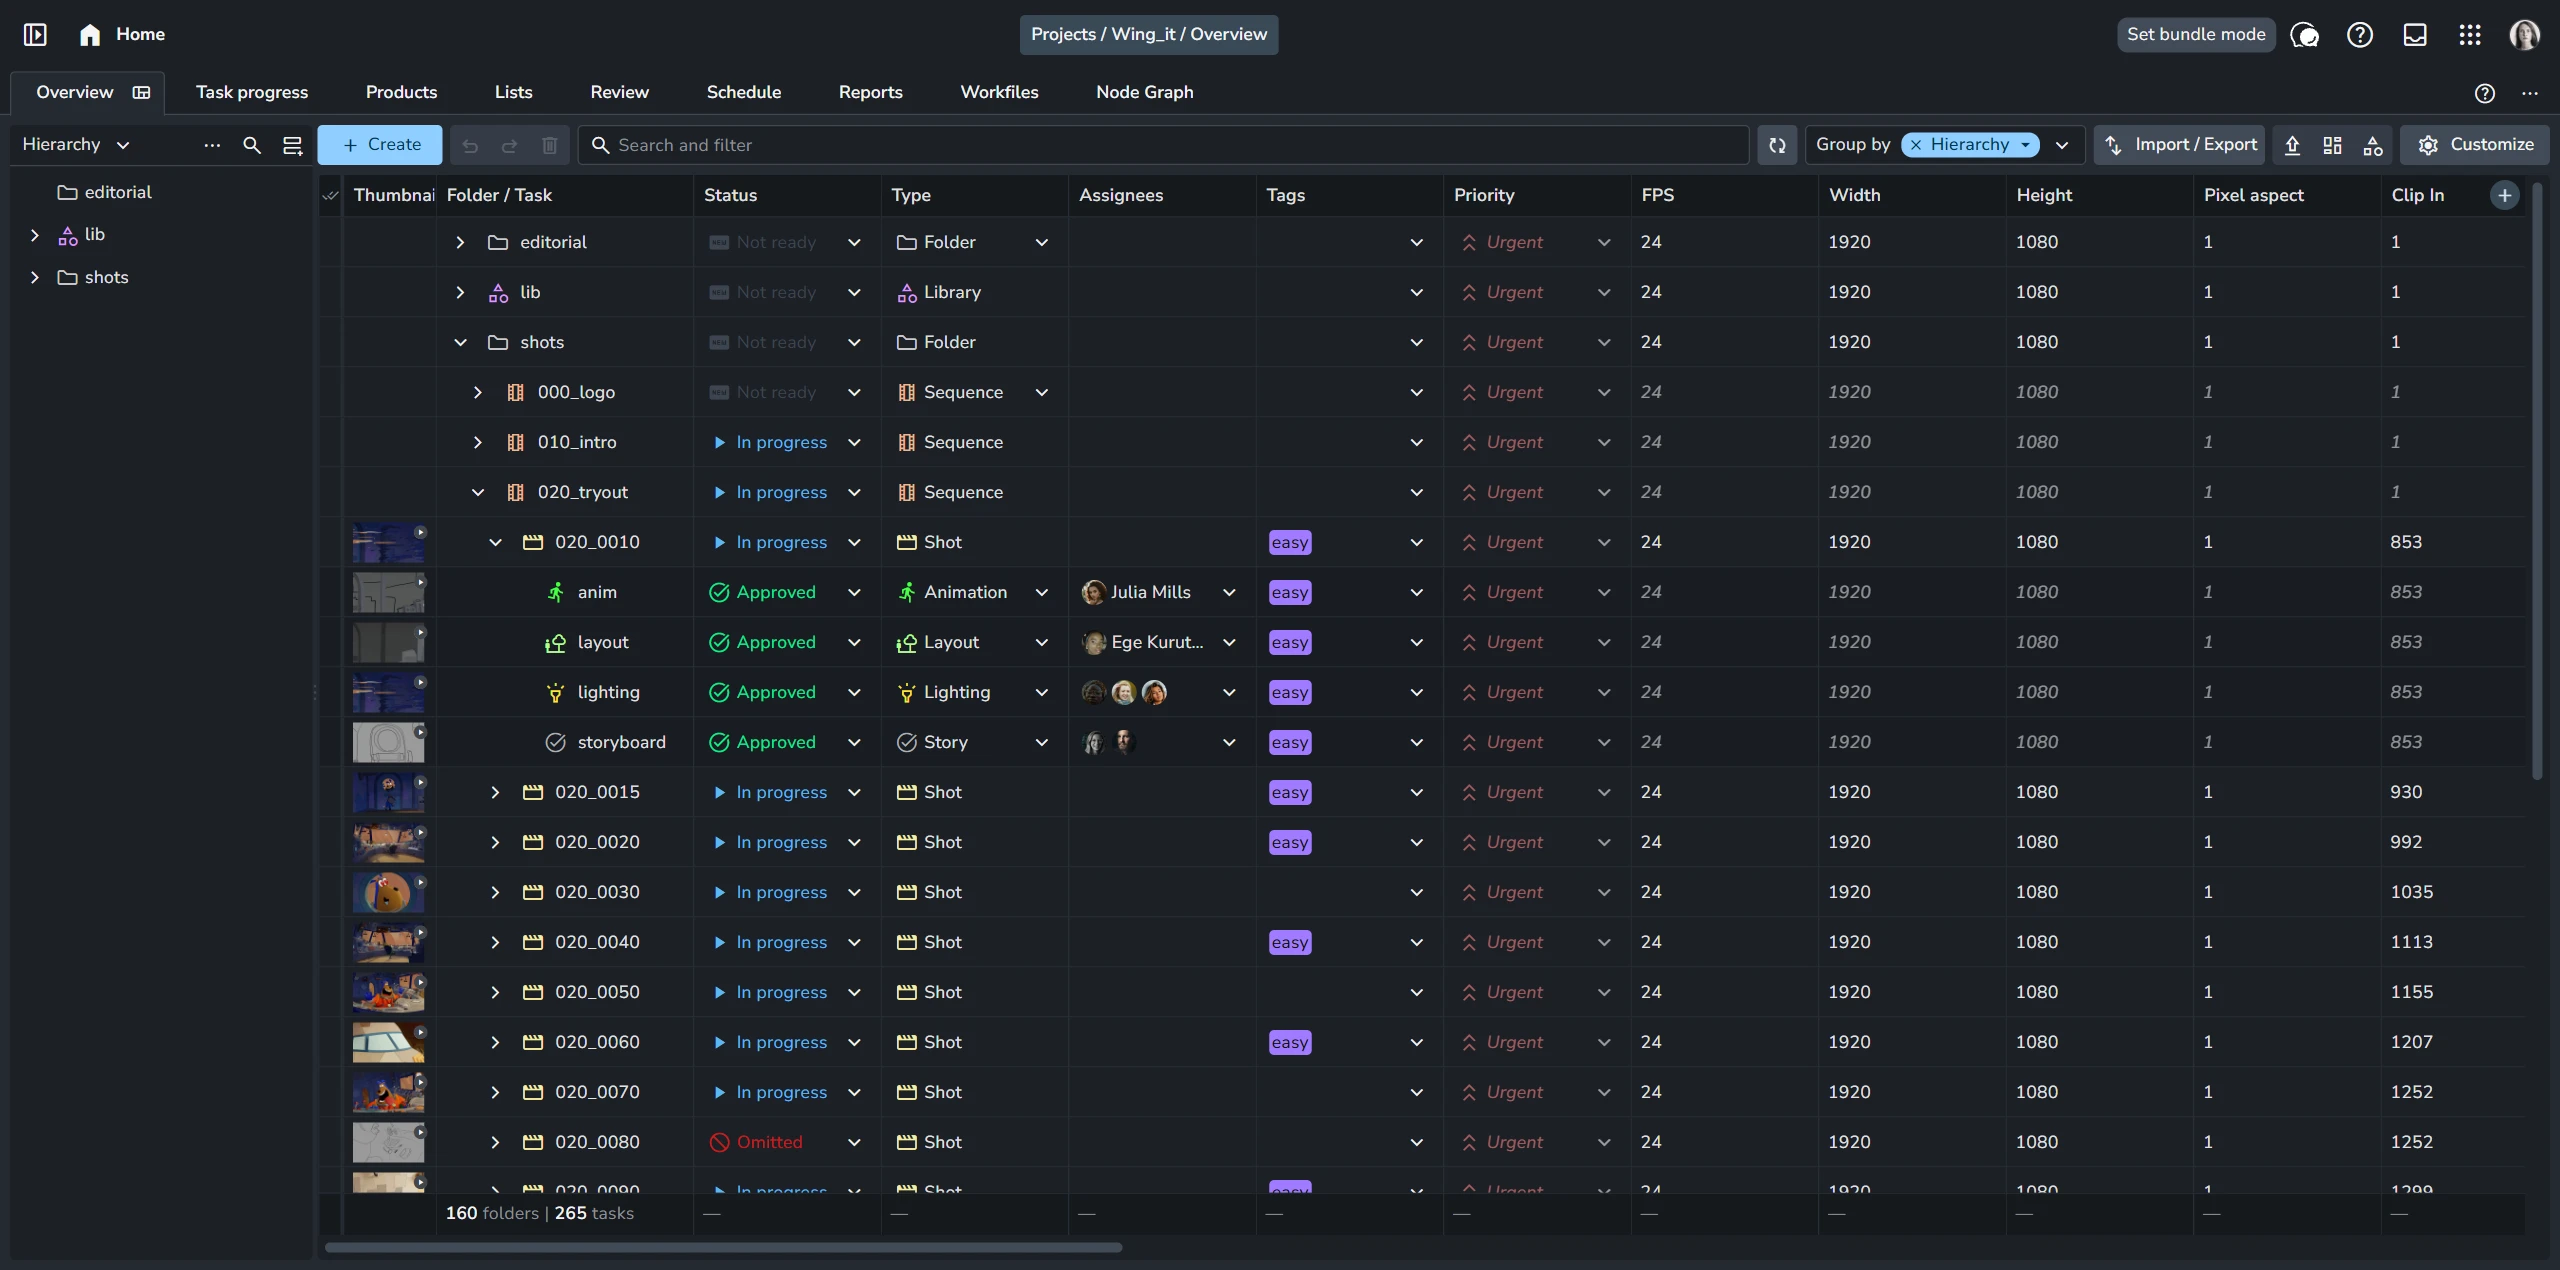 Home
Projects / Wing_it / Overview
Set bundle mode
Overview Task progress Products Lists Review Schedule Reports Workfiles Node Graph
Hierarchy
Create
Search and filter
Group by Hierarchy
Import / Export
Customize
editorial
lib
shots
Thumbnai Folder / Task Status Type Assignees Tags Priority FPS Width Height Pixel aspect Clip In
editorial Not ready Folder Urgent 24 1920 1080 1 1
lib Not ready Library Urgent 24 1920 1080 1 1
shots Not ready Folder Urgent 24 1920 1080 1 1
000_logo Not ready Sequence Urgent 24 1920 1080 1 1
010_intro In progress Sequence Urgent 24 1920 1080 1 1
020_tryout In progress Sequence Urgent 24 1920 1080 1 1
020_0010 In progress Shot easy Urgent 24 1920 1080 1 853
anim Approved Animation Julia Mills easy Urgent 24 1920 1080 1 853
layout Approved Layout Ege Kurut... easy Urgent 24 1920 1080 1 853
lighting Approved Lighting easy Urgent 24 1920 1080 1 853
storyboard Approved Story easy Urgent 24 1920 1080 1 853
020_0015 In progress Shot easy Urgent 24 1920 1080 1 930
020_0020 In progress Shot easy Urgent 24 1920 1080 1 992
020_0030 In progress Shot Urgent 24 1920 1080 1 1035
020_0040 In progress Shot easy Urgent 24 1920 1080 1 1113
020_0050 In progress Shot Urgent 24 1920 1080 1 1155
020_0060 In progress Shot easy Urgent 24 1920 1080 1 1207
020_0070 In progress Shot Urgent 24 1920 1080 1 1252
020_0080 Omitted Shot Urgent 24 1920 1080 1 1252
020_0090 In progress Shot easy Urgent 24 1920 1080 1 1299
160 folders | 265 tasks — — — — — — — — — —